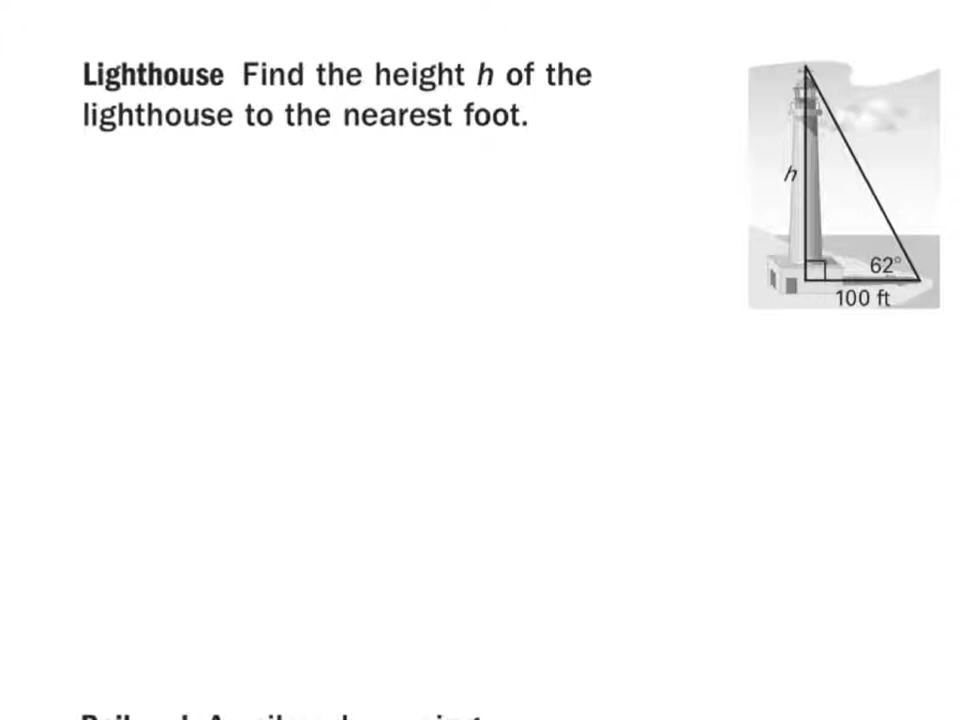 Lighthouse Find the height h of the
lighthouse to the nearest foot.
h
62°
100 ft